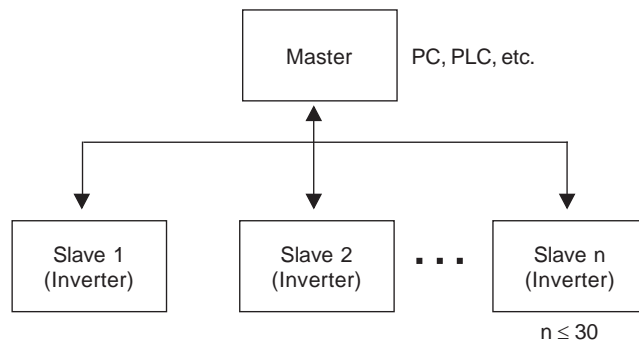 Master
PC, PLC, etc.
Slave 1
(Inverter)
Slave 2
(Inverter)
. . .
Slave n
(Inverter)
n ≤ 30